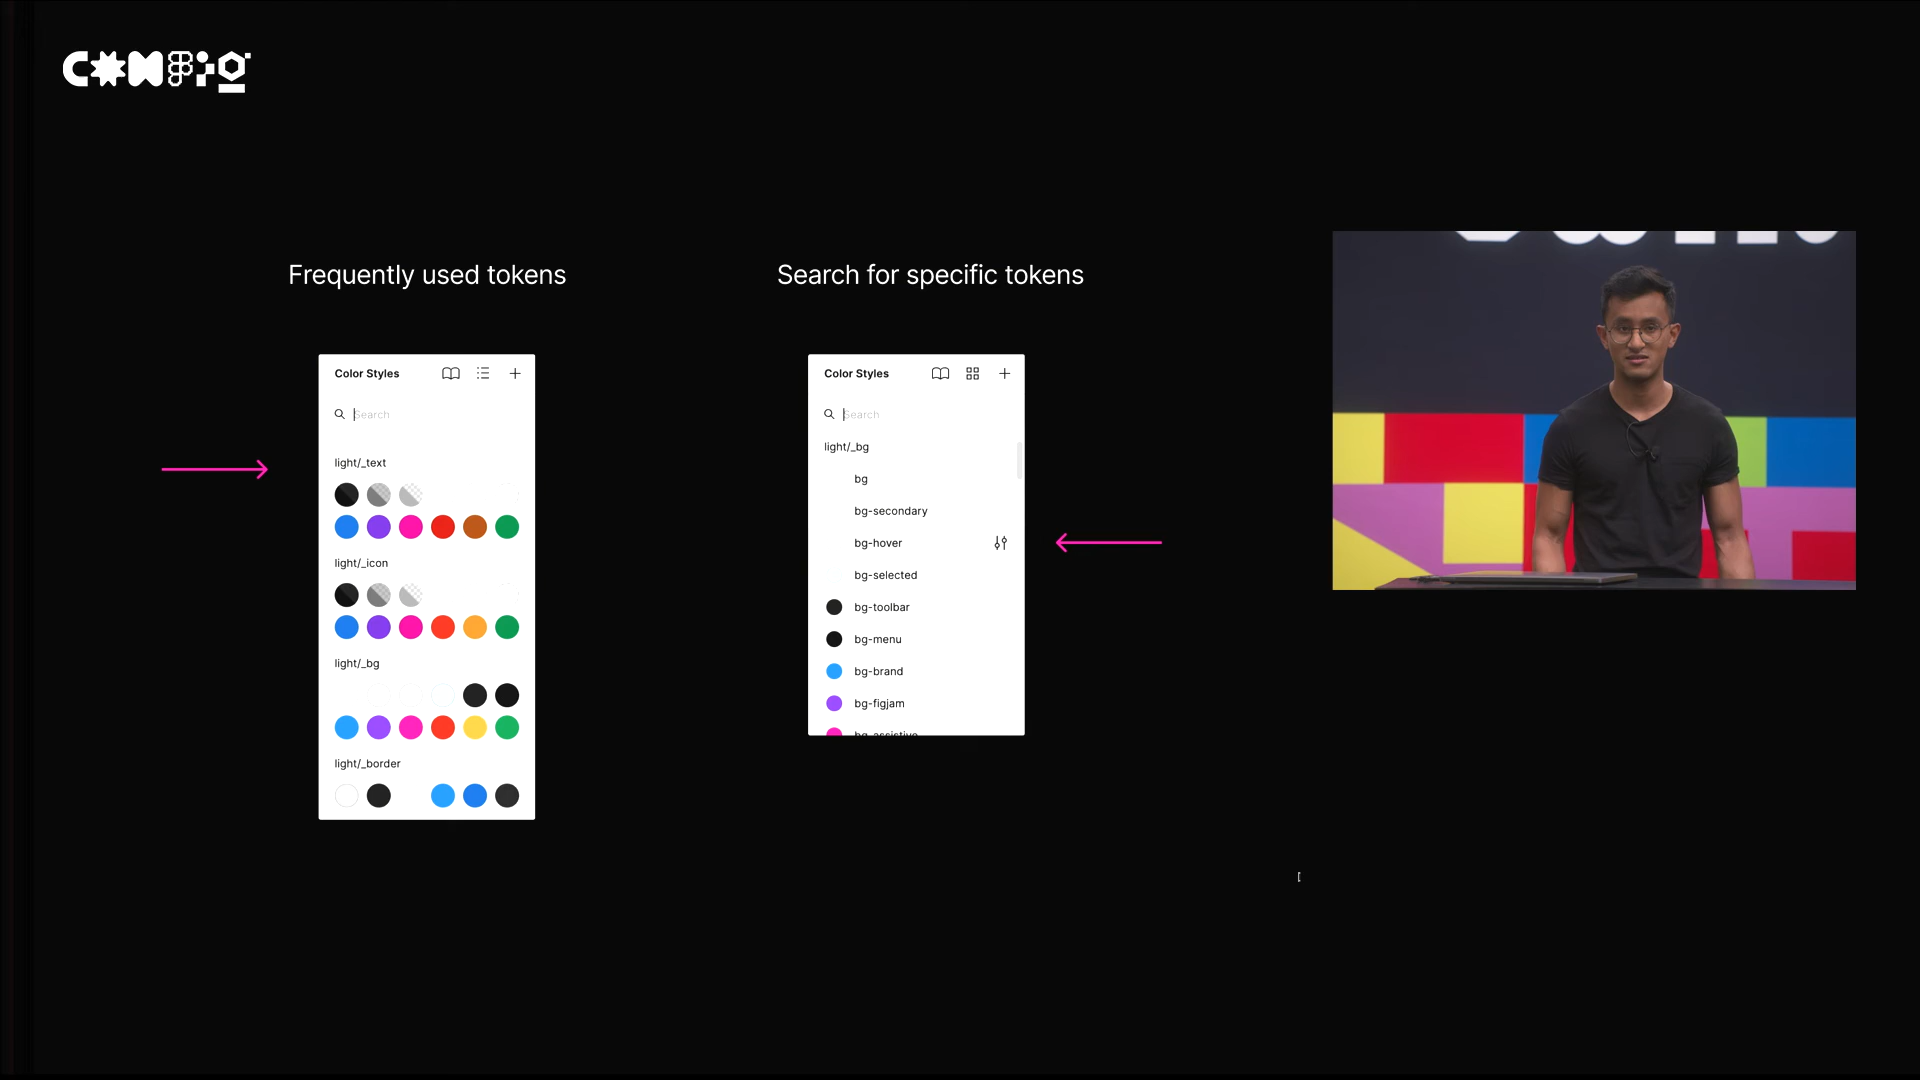 CONFIG
Frequently used tokens
Color Styles
Search
light/_text
light/_icon
light/_bg
light/_border
Search for specific tokens
Color Styles
Search
light/_bg
bg
bg-secondary
bg-hover
bg-selected
bg-toolbar
bg-menu
bg-brand
bg-figjam
bg-assistive